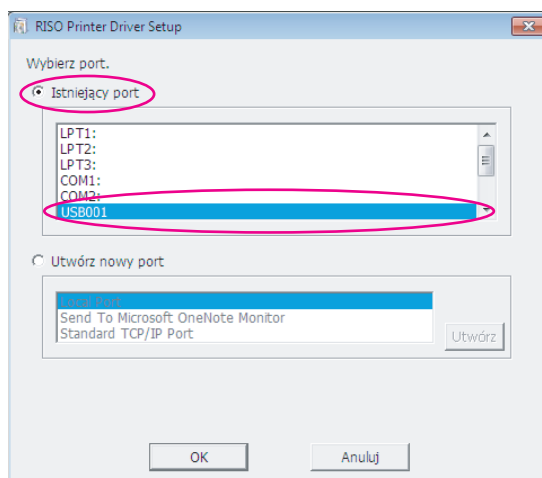 RISO Printer Driver Setup
Wybierz port.
Istniejący port
LPT1:
LPT2:
LPT3:
COM1:
COM2:
USB001
Utwórz nowy port
Local Port
Send To Microsoft OneNote Monitor
Standard TCP/IP Port
Utwórz
OK
Anuluj